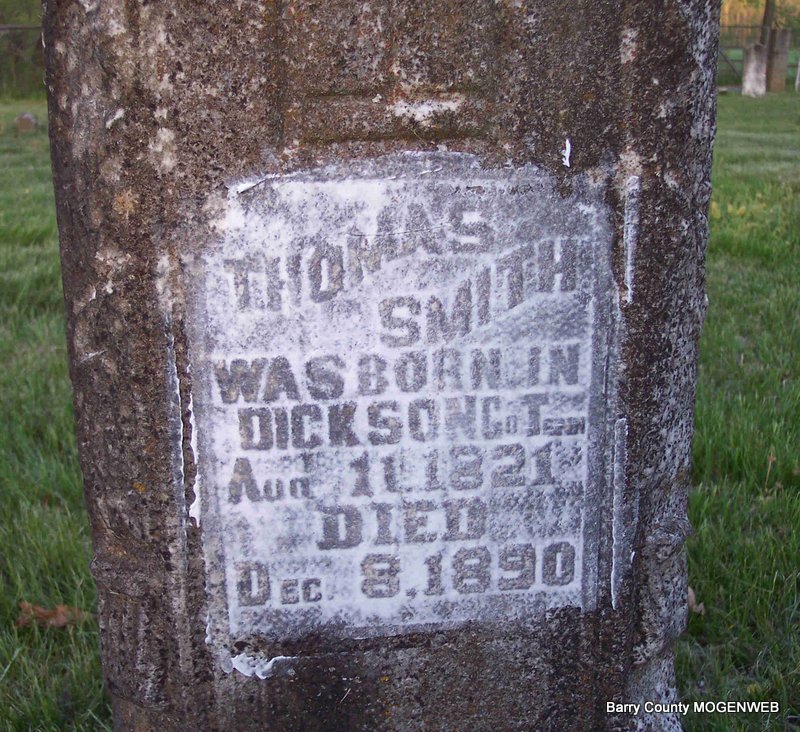 THOMAS
SMITH
WAS BORN IN
DICKSON Co Tenn
Aug 11, 1821
DIED
Dec. 8, 1890
Barry County MOGENWEB